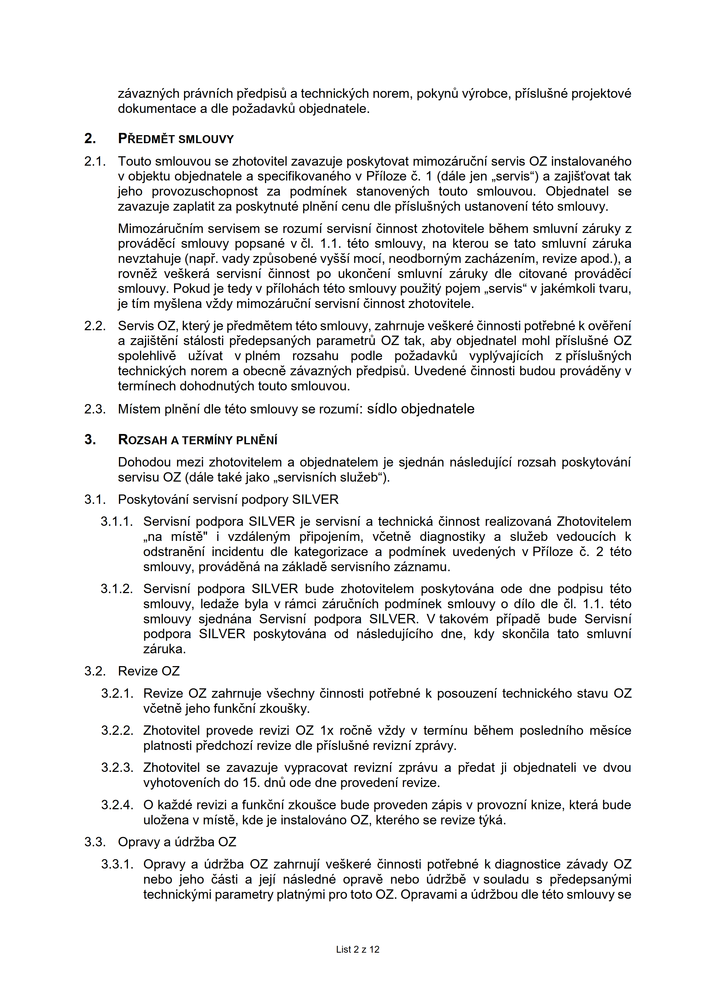 závazných právních předpisů a technických norem, pokynů výrobce, příslušné projektové
dokumentace a dle požadavků objednatele.
2. PŘEDMĚT SMLOUVY
2.1. Touto smlouvou se zhotovitel zavazuje poskytovat mimozáruční servis OZ instalovaného
v objektu objednatele a specifikovaného v Příloze č. 1 (dále jen „servis“) a zajišťovat tak
jeho provozuschopnost za podmínek stanovených touto smlouvou. Objednatel se
zavazuje zaplatit za poskytnuté plnění cenu dle příslušných ustanovení této smlouvy.
Mimozáručním servisem se rozumí servisní činnost zhotovitele během smluvní záruky z
prováděcí smlouvy popsané v čl. 1.1. této smlouvy, na kterou se tato smluvní záruka
nevztahuje (např. vady způsobené vyšší mocí, neodborným zacházením, revize apod.), a
rovněž veškerá servisní činnost po ukončení smluvní záruky dle citované prováděcí
smlouvy. Pokud je tedy v přílohách této smlouvy použitý pojem „servis“ v jakémkoli tvaru,
je tím myšlena vždy mimozáruční servisní činnost zhotovitele.
2.2. Servis OZ, který je předmětem této smlouvy, zahrnuje veškeré činnosti potřebné k ověření
a zajištění stálosti předepsaných parametrů OZ tak, aby objednatel mohl příslušné OZ
spolehlivě užívat v plném rozsahu podle požadavků vyplývajících z příslušných
technických norem a obecně závazných předpisů. Uvedené činnosti budou prováděny v
termínech dohodnutých touto smlouvou.
2.3. Místem plnění dle této smlouvy se rozumí: sídlo objednatele
3. ROZSAH A TERMÍNY PLNĚNÍ
Dohodou mezi zhotovitelem a objednatelem je sjednán následující rozsah poskytování
servisu OZ (dále také jako „servisních služeb“).
3.1. Poskytování servisní podpory SILVER
3.1.1. Servisní podpora SILVER je servisní a technická činnost realizovaná Zhotovitelem
„na místě" i vzdáleným připojením, včetně diagnostiky a služeb vedoucích k
odstranění incidentu dle kategorizace a podmínek uvedených v Příloze č. 2 této
smlouvy, prováděná na základě servisního záznamu.
3.1.2. Servisní podpora SILVER bude zhotovitelem poskytována ode dne podpisu této
smlouvy, ledaže byla v rámci záručních podmínek smlouvy o dílo dle čl. 1.1. této
smlouvy sjednána Servisní podpora SILVER. V takovém případě bude Servisní
podpora SILVER poskytována od následujícího dne, kdy skončila tato smluvní
záruka.
3.2. Revize OZ
3.2.1. Revize OZ zahrnuje všechny činnosti potřebné k posouzení technického stavu OZ
včetně jeho funkční zkoušky.
3.2.2. Zhotovitel provede revizi OZ 1x ročně vždy v termínu během posledního měsíce
platnosti předchozí revize dle příslušné revizní zprávy.
3.2.3. Zhotovitel se zavazuje vypracovat revizní zprávu a předat ji objednateli ve dvou
vyhotoveních do 15. dnů ode dne provedení revize.
3.2.4. O každé revizi a funkční zkoušce bude proveden zápis v provozní knize, která bude
uložena v místě, kde je instalováno OZ, kterého se revize týká.
3.3. Opravy a údržba OZ
3.3.1. Opravy a údržba OZ zahrnují veškeré činnosti potřebné k diagnostice závady OZ
nebo jeho části a její následné opravě nebo údržbě v souladu s předepsanými
technickými parametry platnými pro toto OZ. Opravami a údržbou dle této smlouvy se
List 2 z 12